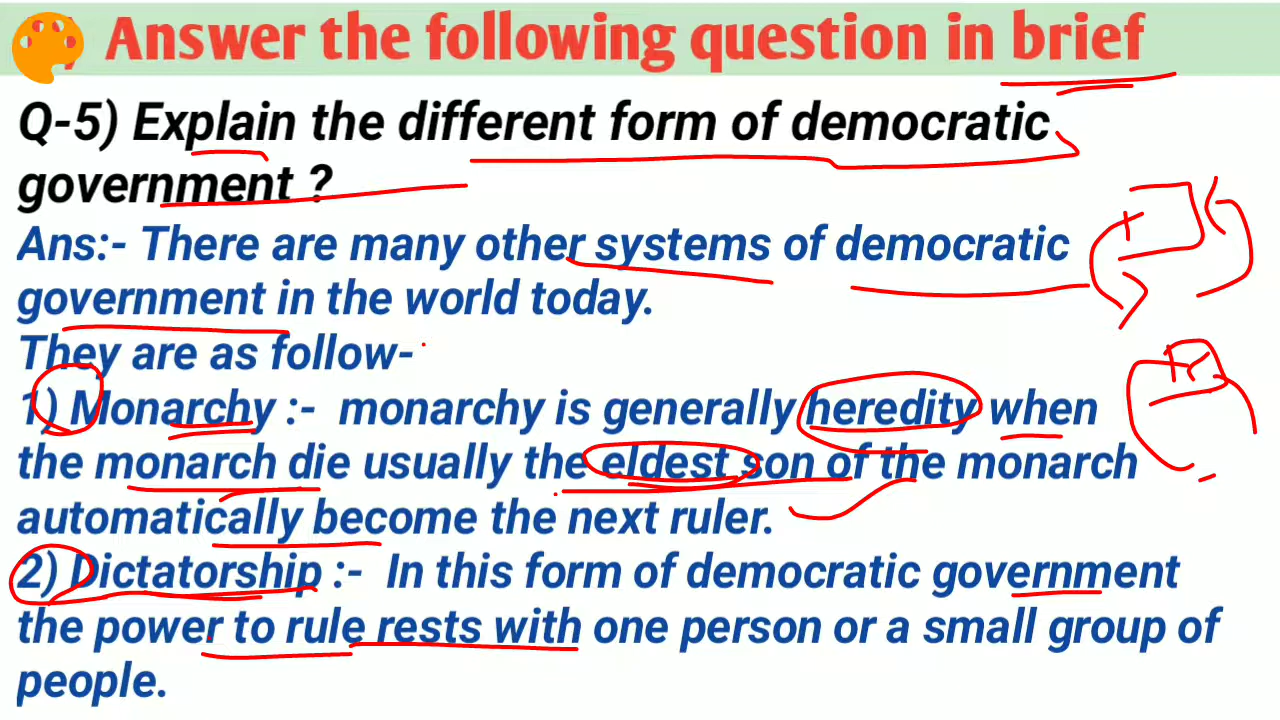 Answer the following question in brief
Q-5) Explain the different form of democratic
government ?
Ans:- There are many other systems of democratic
government in the world today.
They are as follow-
1) Monarchy :- monarchy is generally heredity when
the monarch die usually the eldest son of the monarch
automatically become the next ruler.
2) Dictatorship :- In this form of democratic government
the power to rule rests with one person or a small group of
people.